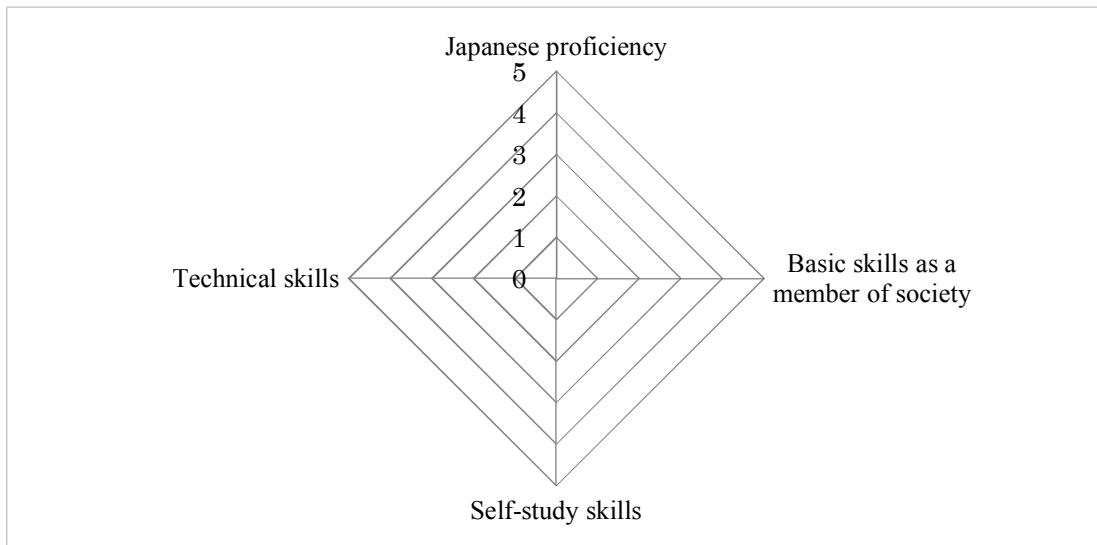 Japanese proficiency
5
4
3
2
1
0
Technical skills
Basic skills as a
member of society
Self-study skills